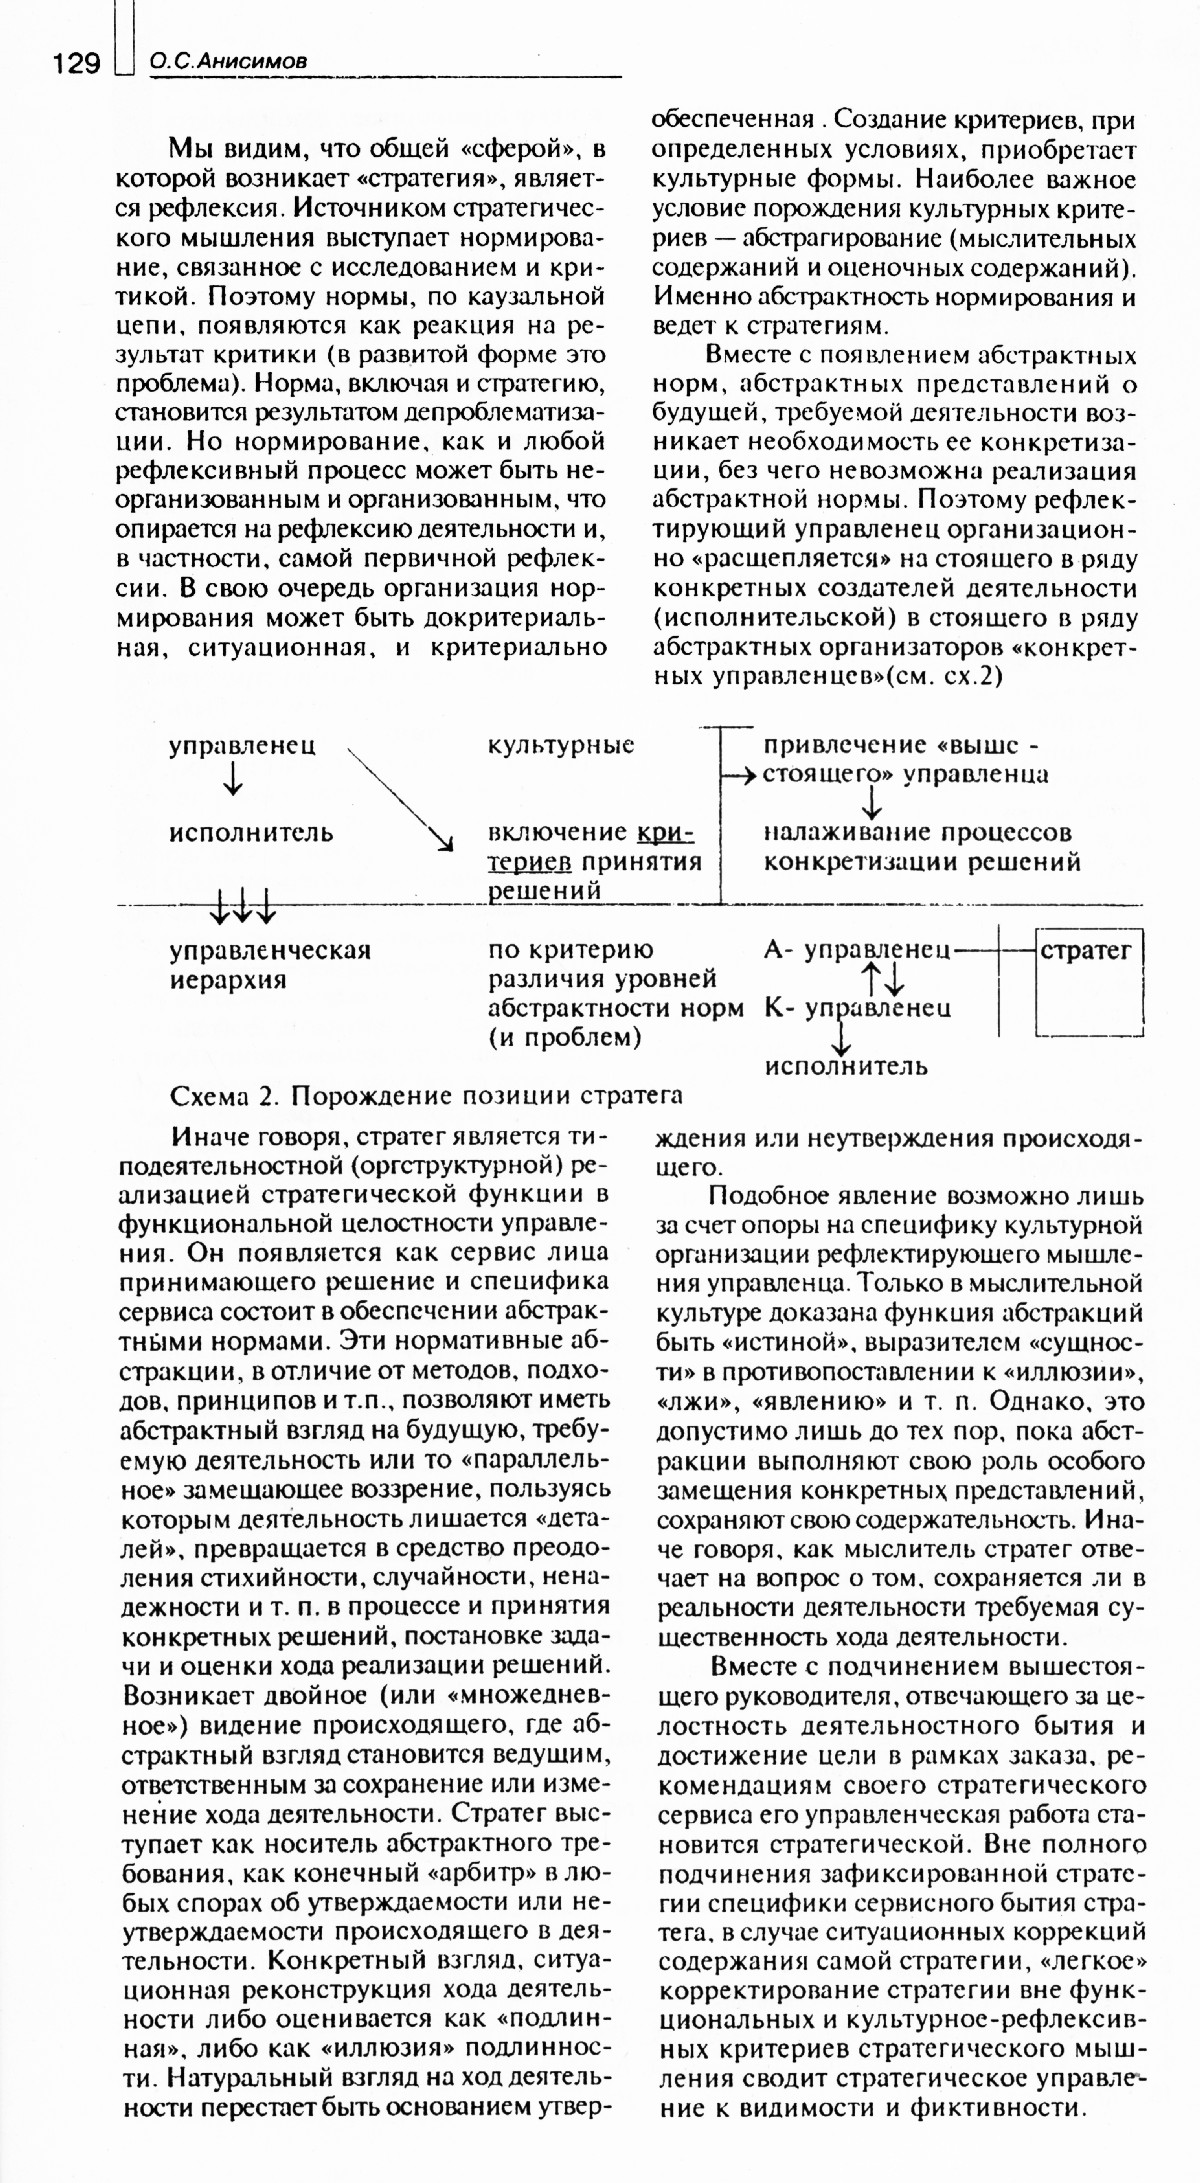 129
О.С.Анисимов
Мы видим, что общей «сферой», в
которой возникает «стратегия», являет-
ся рефлексия. Источником стратегичес-
кого мышления выступает нормирова-
ние, связанное с исследованием и кри-
тикой. Поэтому нормы, по каузальной
цепи, появляются как реакция на ре-
зультат критики (в развитой форме это
проблема). Норма, включая и стратегию,
становится результатом депроблематиза-
ции. Но нормирование, как и любой
рефлексивный процесс может быть не-
организованным и организованным, что
опирается на рефлексию деятельности и,
в частности, самой первичной рефлек-
сии. В свою очередь организация нор-
мирования может быть докритериаль-
ная, ситуационная, и критериально
обеспеченная . Создание критериев, при
определенных условиях, приобретает
культурные формы. Наиболее важное
условие порождения культурных крите-
риев — абстрагирование (мыслительных
содержаний и оценочных содержаний).
Именно абстрактность нормирования и
ведет к стратегиям.
Вместе с появлением абстрактных
норм, абстрактных представлений о
будущей, требуемой деятельности воз-
никает необходимость ее конкретиза-
ции, без чего невозможна реализация
абстрактной нормы. Поэтому рефлек-
тирующий управленец организацион-
но «расщепляется» на стоящего в ряду
конкретных создателей деятельности
(исполнительской) в стоящего в ряду
абстрактных организаторов «конкрет-
ных управленцев»(см. сх.2)
управленец
исполнитель
культурные
включение кри-
териев принятия
решений
привлечение «выше -
стоящего» управленца
налаживание процессов
конкретизации решений
управленческая
иерархия
по критерию
различия уровней
абстрактности норм
(и проблем)
А- управленец
К- управленец
исполнитель
стратег
Схема 2. Порождение позиции стратега
Иначе говоря, стратег является ти-
подеятельностной (оргструктурной) ре-
ализацией стратегической функции в
функциональной целостности управле-
ния. Он появляется как сервис лица
принимающего решение и специфика
сервиса состоит в обеспечении абстрак-
тными нормами. Эти нормативные аб-
стракции, в отличие от методов, подхо-
дов, принципов и т.п., позволяют иметь
абстрактный взгляд на будущую, требу-
емую деятельность или то «параллель-
ное» замещающее воззрение, пользуясь
которым деятельность лишается «дета-
лей», превращается в средство преодо-
ления стихийности, случайности, нена-
дежности и т. п. в процессе и принятия
конкретных решений, постановке зада-
чи и оценки хода реализации решений.
Возникает двойное (или «множеднев-
ное») видение происходящего, где аб-
страктный взгляд становится ведущим,
ответственным за сохранение или изме-
нение хода деятельности. Стратег выс-
тупает как носитель абстрактного тре-
бования, как конечный «арбитр» в лю-
бых спорах об утверждаемости или не-
утверждаемости происходящего в дея-
тельности. Конкретный взгляд, ситуа-
ционная реконструкция хода деятель-
ности либо оценивается как «подлин-
ная», либо как «иллюзия» подлиннос-
ти. Натуральный взгляд на ход деятель-
ности перестает быть основанием утвер-
ждения или неутверждения происходя-
щего.
Подобное явление возможно лишь
за счет опоры на специфику культурной
организации рефлектирующего мышле-
ния управленца. Только в мыслительной
культуре доказана функция абстракций
быть «истиной», выразителем «сущнос-
ти» в противопоставлении к «иллюзии»,
«лжи», «явлению» и т. п. Однако, это
допустимо лишь до тех пор, пока абст-
ракции выполняют свою роль особого
замещения конкретных представлений,
сохраняют свою содержательность. Ина-
че говоря, как мыслитель стратег отве-
чает на вопрос о том, сохраняется ли в
реальности деятельности требуемая су-
щественность хода деятельности.
Вместе с подчинением вышестоя-
щего руководителя, отвечающего за це-
лостность деятельностного бытия и
достижение цели в рамках заказа, ре-
комендациям своего стратегического
сервиса его управленческая работа ста-
новится стратегической. Вне полного
подчинения зафиксированной страте-
гии специфики сервисного бытия стра-
тега, в случае ситуационных коррекций
содержания самой стратегии, «легкое»
корректирование стратегии вне функ-
циональных и культурное-рефлексив-
ных критериев стратегического мыш-
ления сводит стратегическое управле-
ние к видимости и фиктивности.